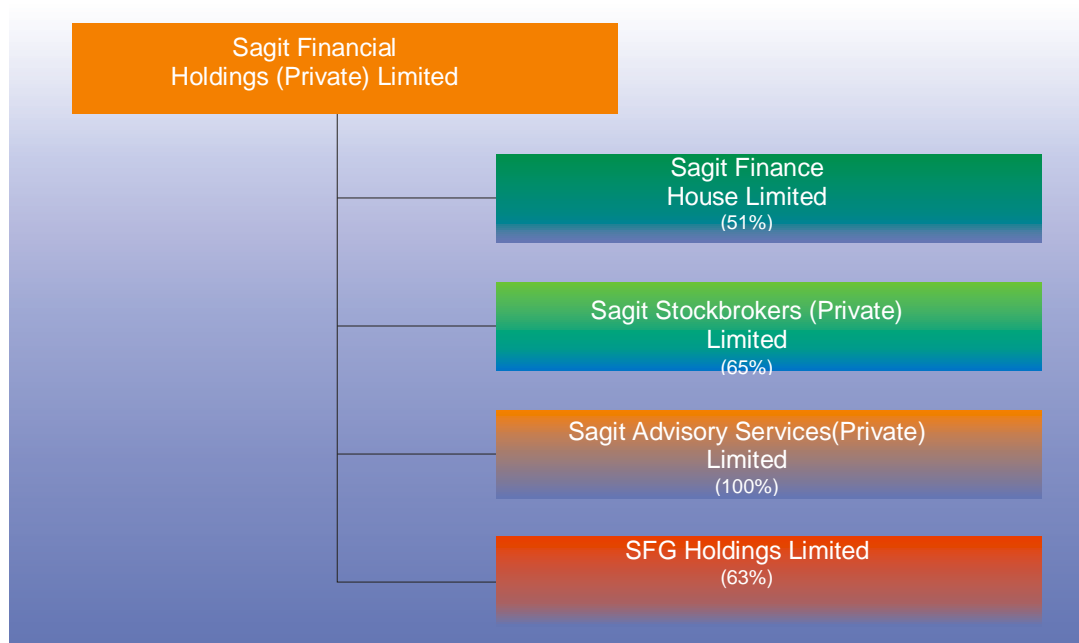 Sagit Financial
Holdings (Private) Limited
Sagit Finance
House Limited
(51%)
Sagit Stockbrokers (Private)
Limited
(65%)
Sagit Advisory Services(Private)
Limited
(100%)
SFG Holdings Limited
(63%)